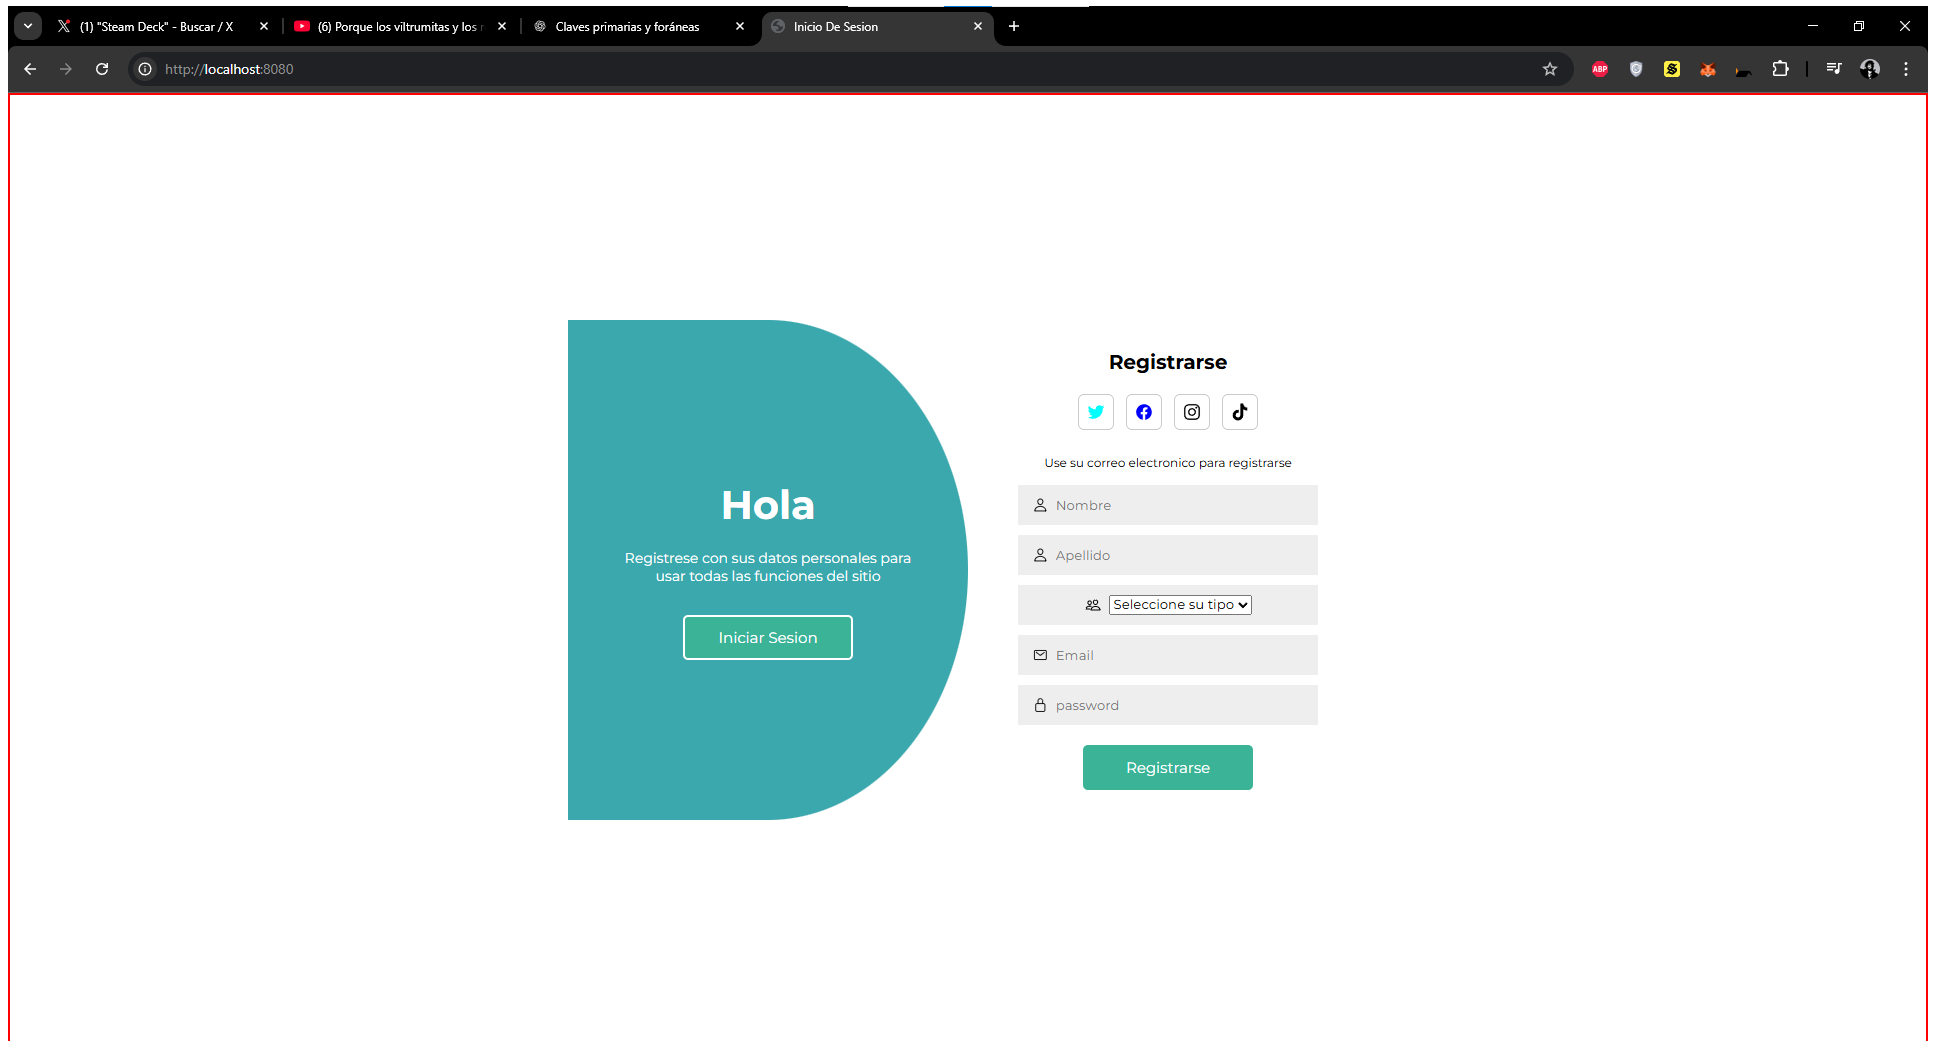 (1) "Steam Deck" - Buscar / X
(6) Porque los viltrumitas y los
Claves primarias y foráneas
Inicio De Sesion
http://localhost:8080
ABP
Registrarse
Use su correo electronico para registrarse
Hola
Registrese con sus datos personales para
usar todas las funciones del sitio
Iniciar Sesion
Nombre
Apellido
Seleccione su tipo
Email
password
Registrarse